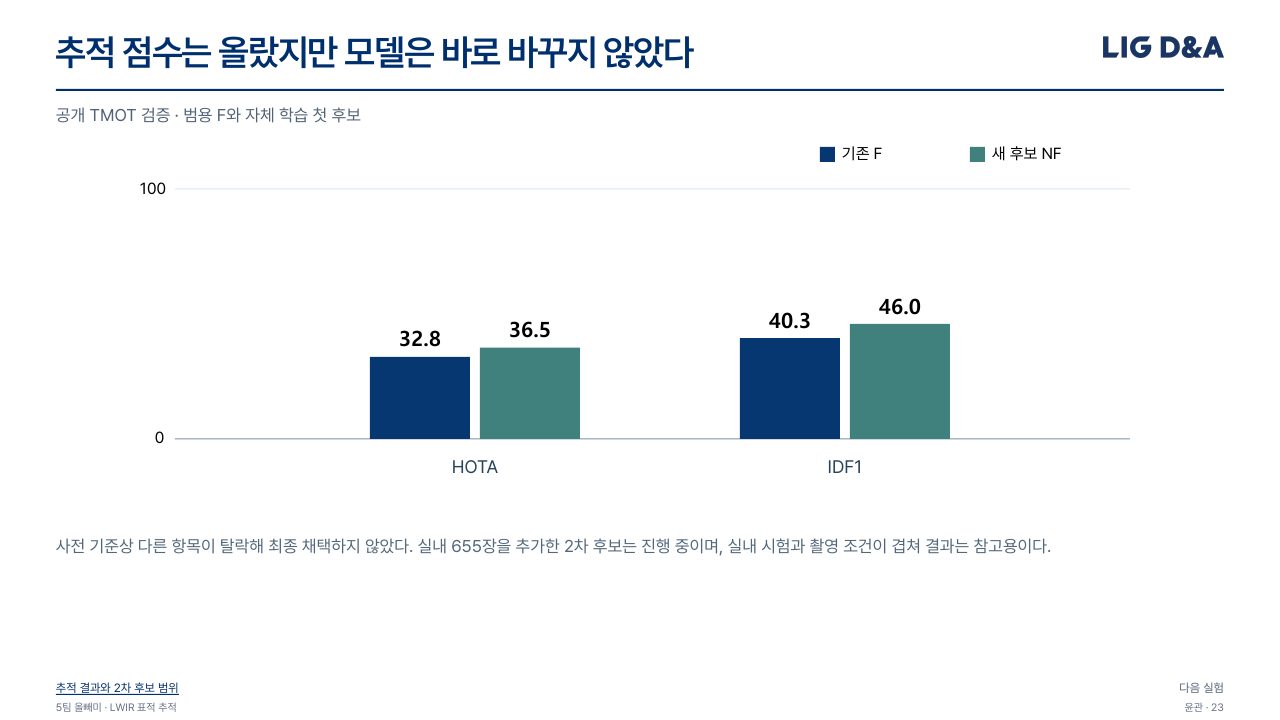 추적 점수는 올랐지만 모델은 바로 바꾸지 않았다
LIG D&A
공개 TMOT 검증 · 범용 F와 자체 학습 첫 후보
기존 F
새 후보 NF
100
32.8
36.5
40.3
46.0
0
HOTA
IDF1
사전 기준상 다른 항목이 탈락해 최종 채택하지 않았다. 실내 655장을 추가한 2차 후보는 진행 중이며, 실내 시험과 촬영 조건이 겹쳐 결과는 참고용이다.
추적 결과와 2차 후보 범위
다음 실험
5팀 올빼미 · LWIR 표적 추적
윤관 · 23